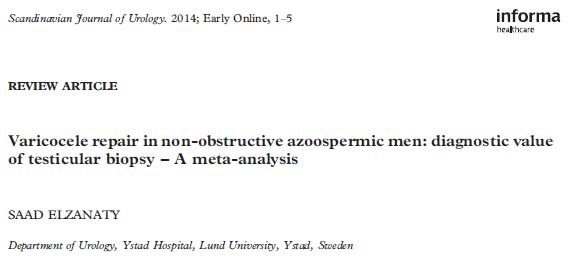 Scandinavian Journal of Urology. 2014; Early Online, 1–5
informa
healthcare
REVIEW ARTICLE
Varicocele repair in non-obstructive azoospermic men: diagnostic value
of testicular biopsy – A meta-analysis
SAAD ELZANATY
Department of Urology, Ystad Hospital, Lund University, Ystad, Sweden